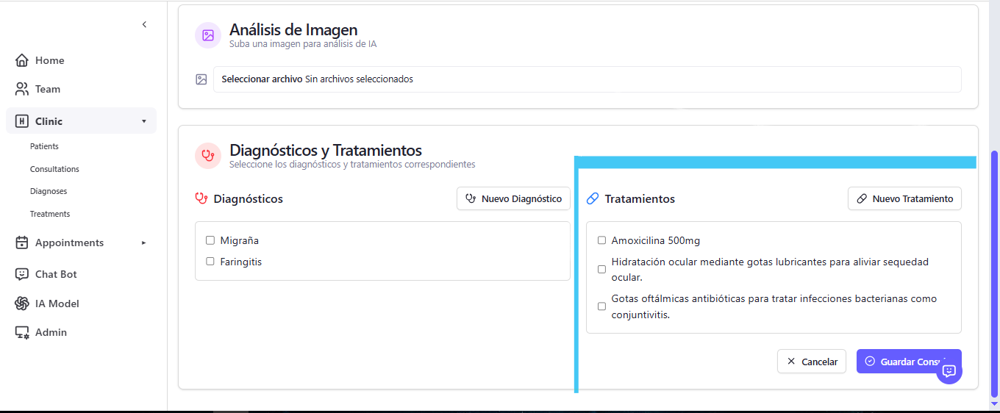 Home
Team
Clinic
Patients
Consultations
Diagnoses
Treatments
Appointments
Chat Bot
IA Model
Admin
Análisis de Imagen
Suba una imagen para análisis de IA
Seleccionar archivo Sin archivos seleccionados
Diagnósticos y Tratamientos
Seleccione los diagnósticos y tratamientos correspondientes
Diagnósticos
Nuevo Diagnóstico
Migraña
Faringitis
Tratamientos
Nuevo Tratamiento
Amoxicilina 500mg
Hidratación ocular mediante gotas lubricantes para aliviar sequedad
ocular.
Gotas oftálmicas antibióticas para tratar infecciones bacterianas como
conjuntivitis.
Cancelar
Guardar